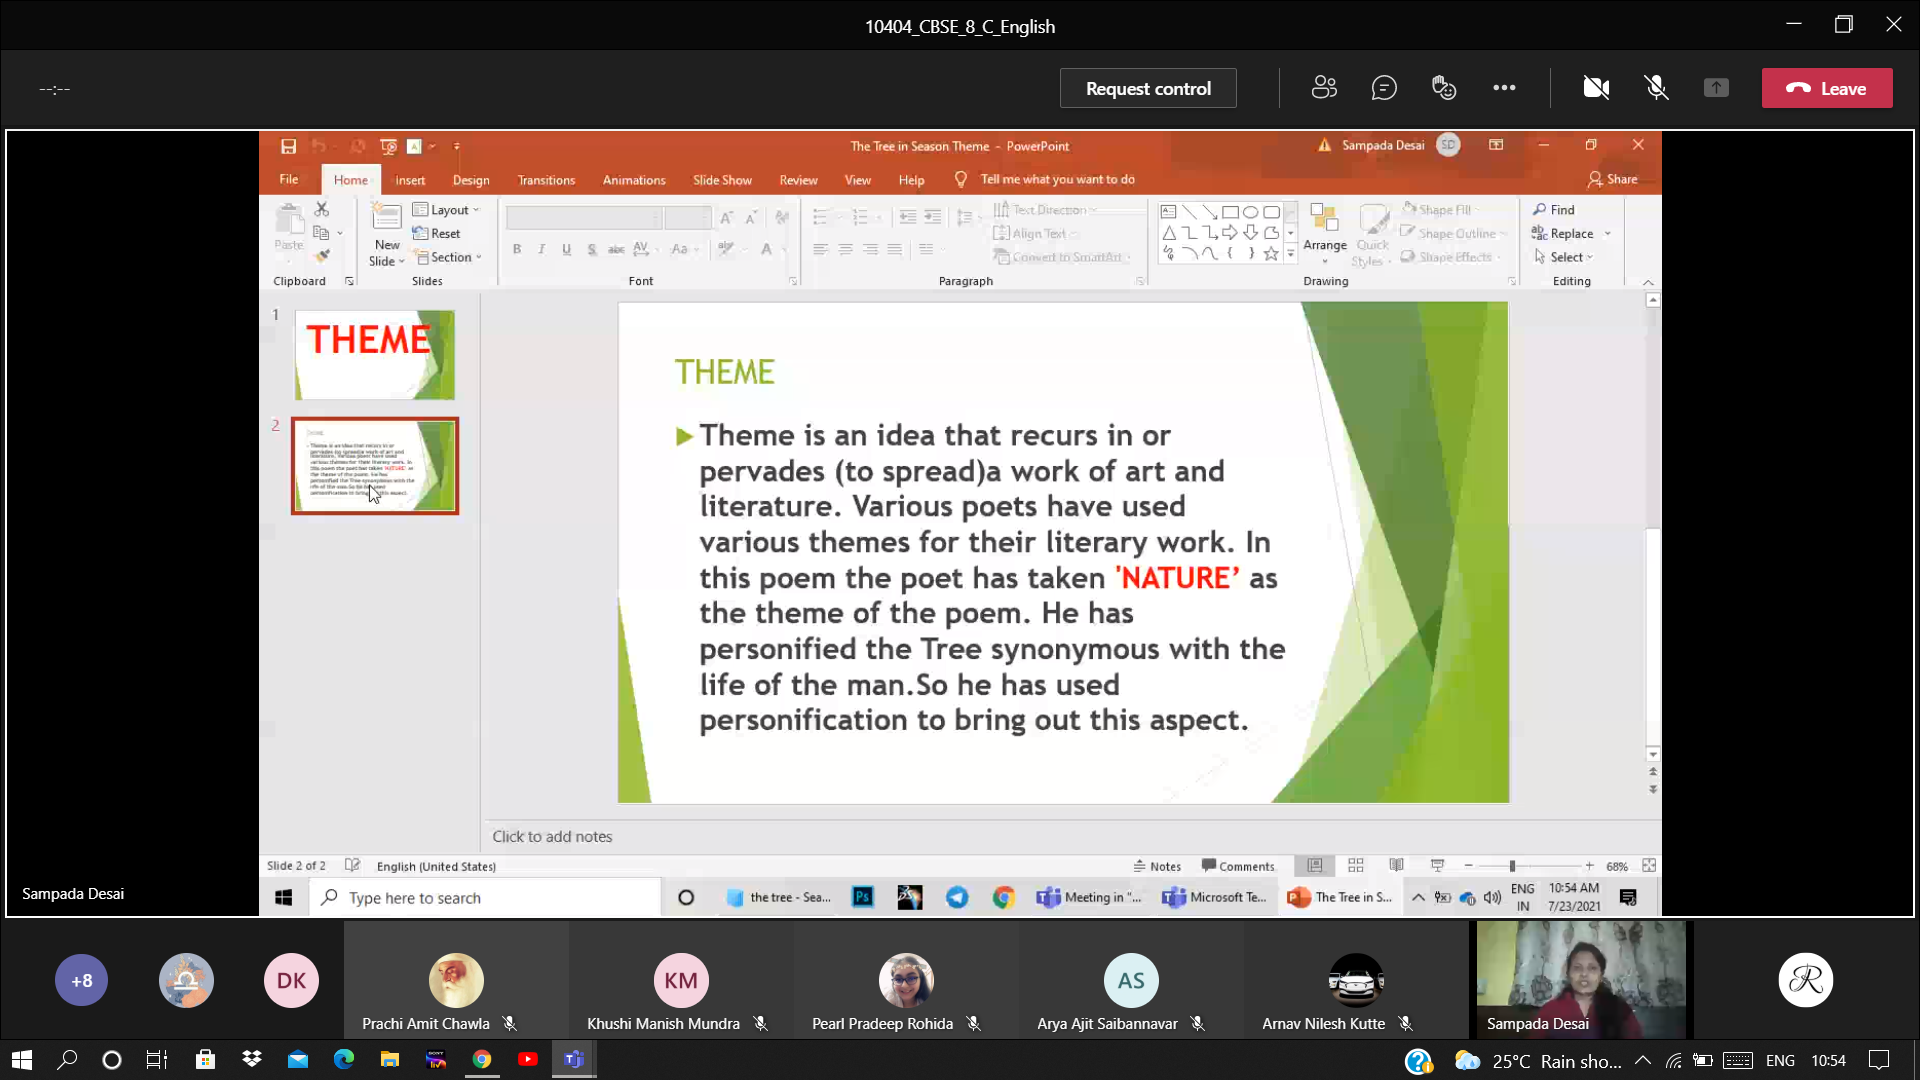 10404_CBSE_8_C_English
--:--
Request control
Leave
The Tree in Season Theme - PowerPoint
Sampada Desai
SD
File Home Insert Design Transitions Animations Slide Show Review View Help Tell me what you want to do
Share
Paste
New
Slide
Layout
Reset
Section
Text Direction
Align Text
Convert to SmartArt
Arrange
Quick
Styles
Shape Fill
Shape Outline
Shape Effects
Find
Replace
Select
Clipboard Slides Font Paragraph Drawing Editing
1
THEME
2
THEME
Theme is an idea that recurs in or
pervades (to spread)a work of art and
literature. Various poets have used
various themes for their literary work. In
this poem the poet has taken 'NATURE’ as
the theme of the poem. He has
personified the Tree synonymous with the
life of the man.So he has used
personification to bring out this aspect.
Click to add notes
Slide 2 of 2
English (United States)
Notes
Comments
68%
Sampada Desai
Type here to search
the tree - Sea...
Ps
Meeting in "...
Microsoft Te...
The Tree in S...
ENG
IN
10:54 AM
7/23/2021
+8
DK
KM
AS
R
Prachi Amit Chawla
Khushi Manish Mundra
Pearl Pradeep Rohida
Arya Ajit Saibannavar
Arnav Nilesh Kutte
Sampada Desai
25°C Rain sho...
ENG
10:54